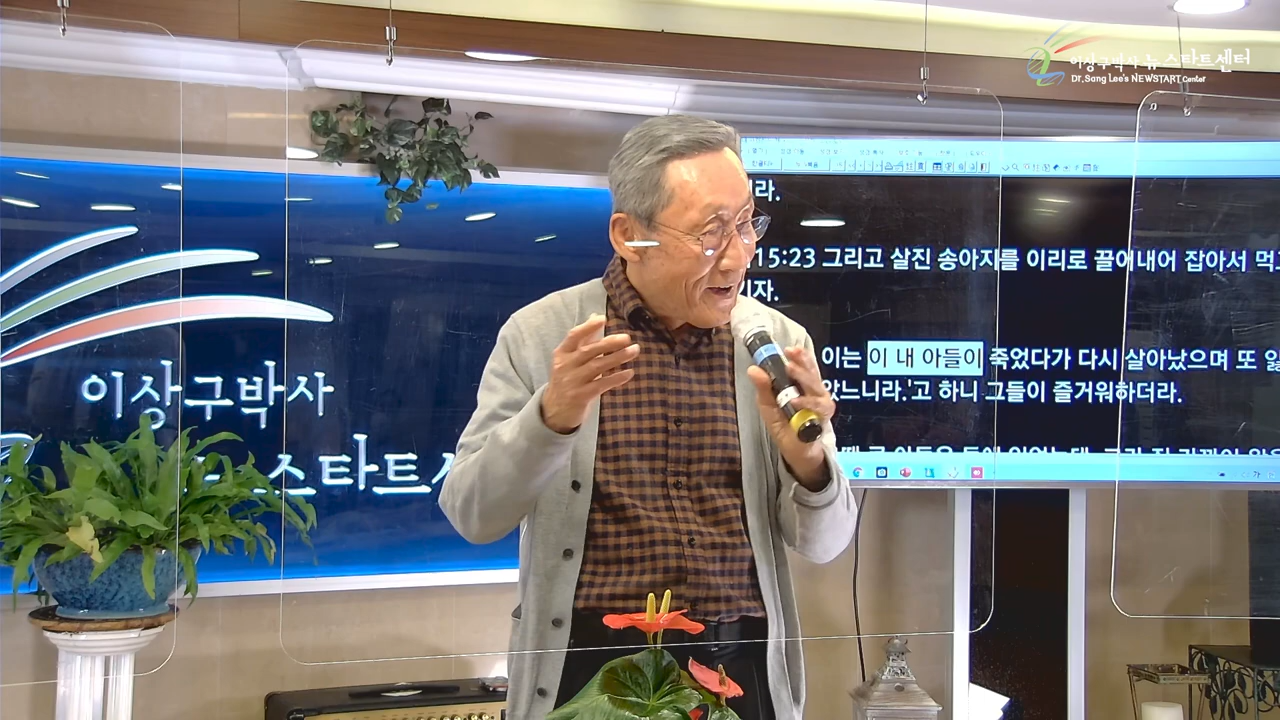 이상구박사 뉴스타트센터
Dr. Sang Lee's NEWSTART Center
라.
15:23 그리고 살진 송아지를 이리로 끌어내어 잡아서 먹고
기자.
이는 이 내 아들이 죽었다가 다시 살아났으며 또 잃
았느니라.'고 하니 그들이 즐거워하더라.
이상구박사
스타트